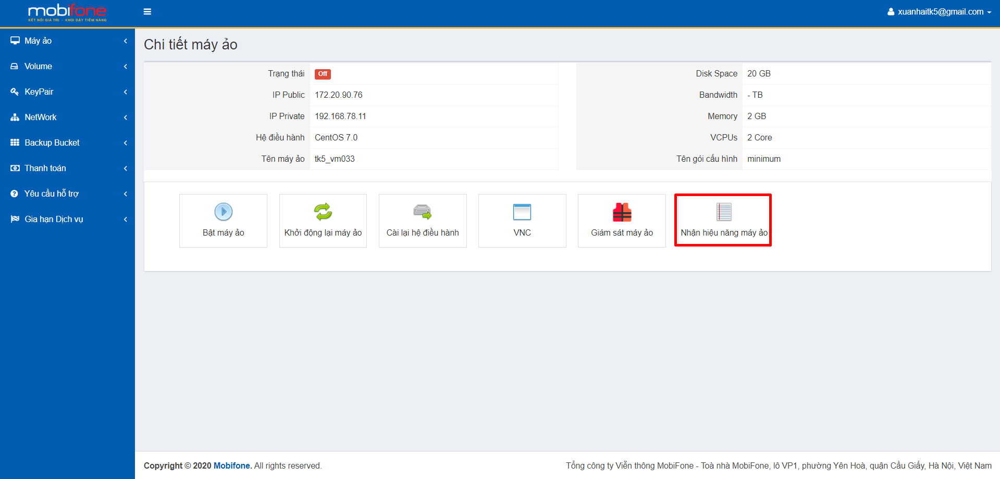 mobifone
KẾT NỐI GIÁ TRỊ - KHƠI DẬY TIỀM NĂNG
xuanhaitk5@gmail.com
Máy ảo
Volume
KeyPair
NetWork
Backup Bucket
Thanh toán
Yêu cầu hỗ trợ
Gia hạn Dịch vụ
Chi tiết máy ảo
Trạng thái Off
IP Public 172.20.90.76
IP Private 192.168.78.11
Hệ điều hành CentOS 7.0
Tên máy ảo tk5_vm033
Disk Space 20 GB
Bandwidth - TB
Memory 2 GB
VCPUs 2 Core
Tên gói cấu hình minimum
Bật máy ảo
Khởi động lại máy ảo
Cài lại hệ điều hành
VNC
Giám sát máy ảo
Nhận hiệu năng máy ảo
Copyright © 2020 Mobifone. All rights reserved.
Tổng công ty Viễn thông MobiFone - Toà nhà MobiFone, lô VP1, phường Yên Hoà, quận Cầu Giấy, Hà Nội, Việt Nam